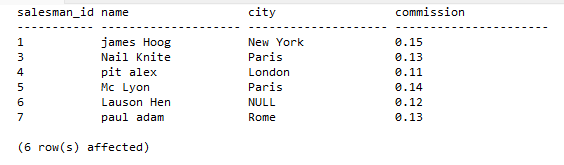 salesman_id name city commission
----------- -------------------- -------------------- --------------------
1 james Hoog New York 0.15
3 Nail Knite Paris 0.13
4 pit alex London 0.11
5 Mc Lyon Paris 0.14
6 Lauson Hen NULL 0.12
7 paul adam Rome 0.13
(6 row(s) affected)